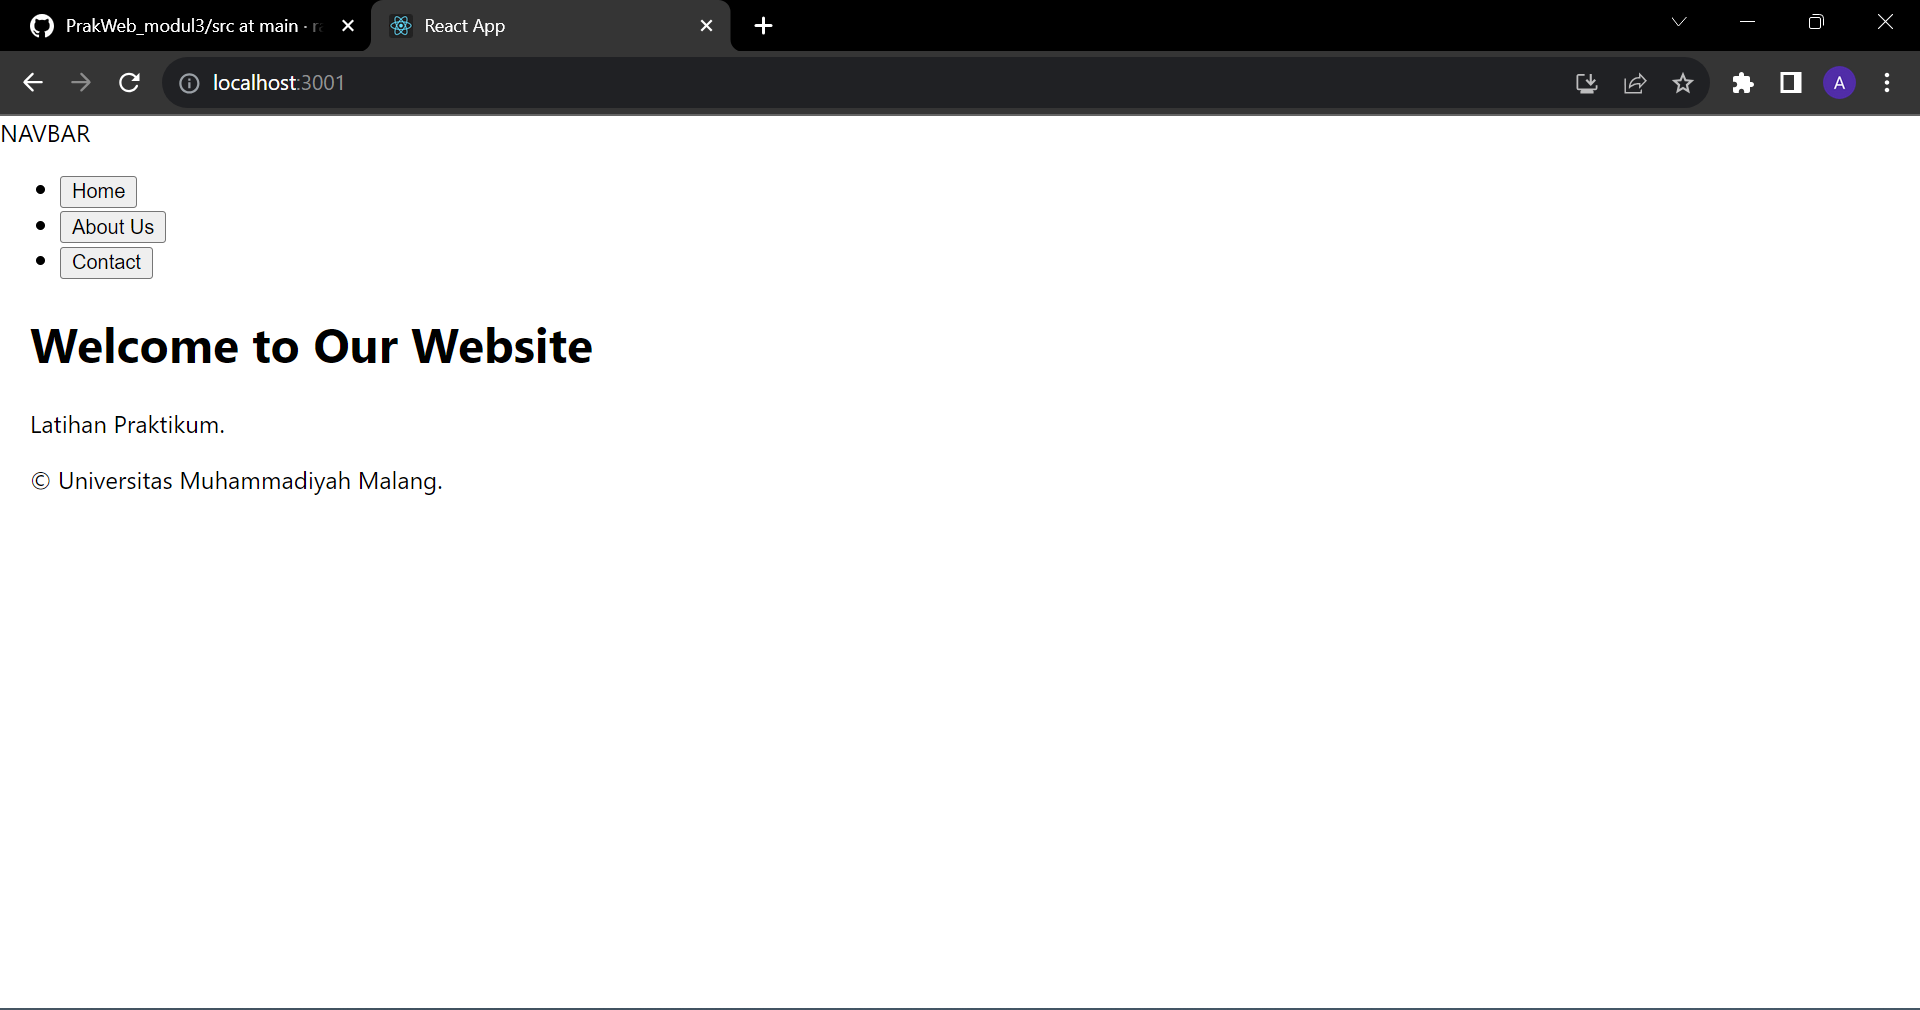 PrakWeb_modul3/src at main ·
React App
localhost:3001
A
NAVBAR
Home
About Us
Contact
Welcome to Our Website
Latihan Praktikum.
© Universitas Muhammadiyah Malang.